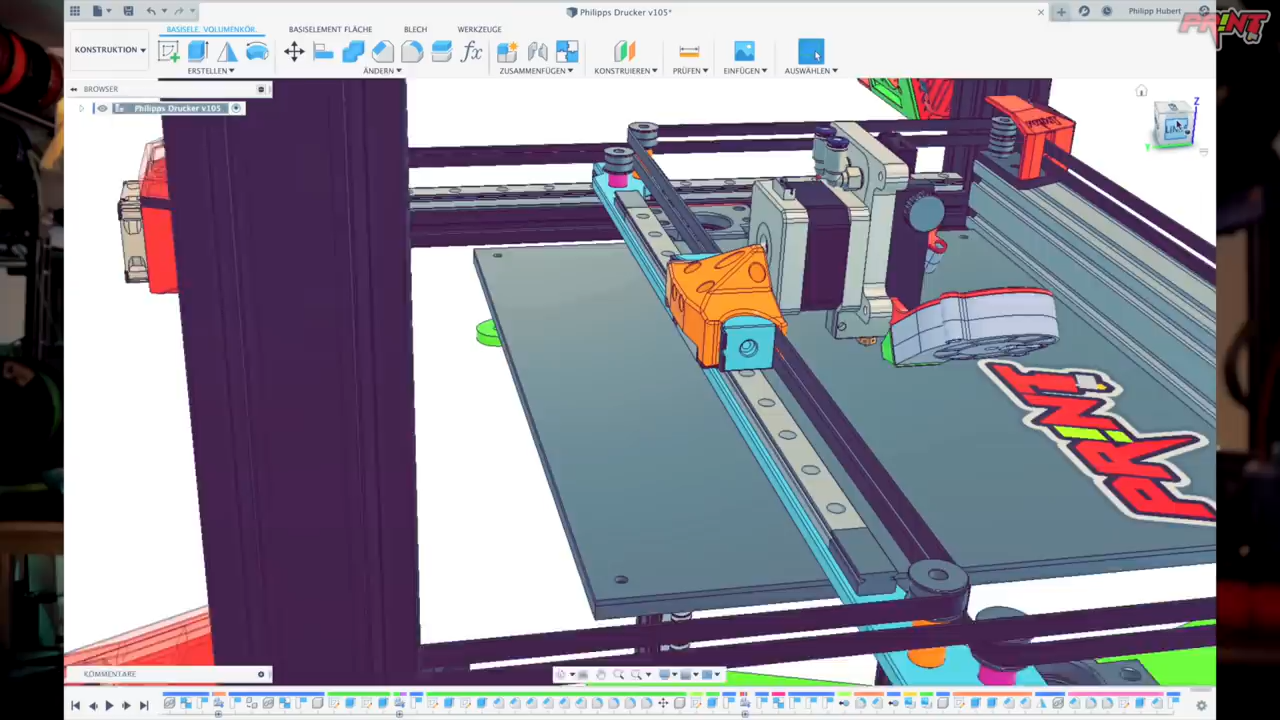 Philipps Drucker v105*
Philipp Hubert
PRINT
KONSTRUKTION
BASISELE. VOLUMENKÖR.
BASISELEMENT FLÄCHE
BLECH
WERKZEUGE
ERSTELLEN
ÄNDERN
ZUSAMMENFÜGEN
KONSTRUIEREN
PRÜFEN
EINFÜGEN
AUSWÄHLEN
BROWSER
Philipps Drucker v105
Z
Y
PRINT
KOMMENTARE